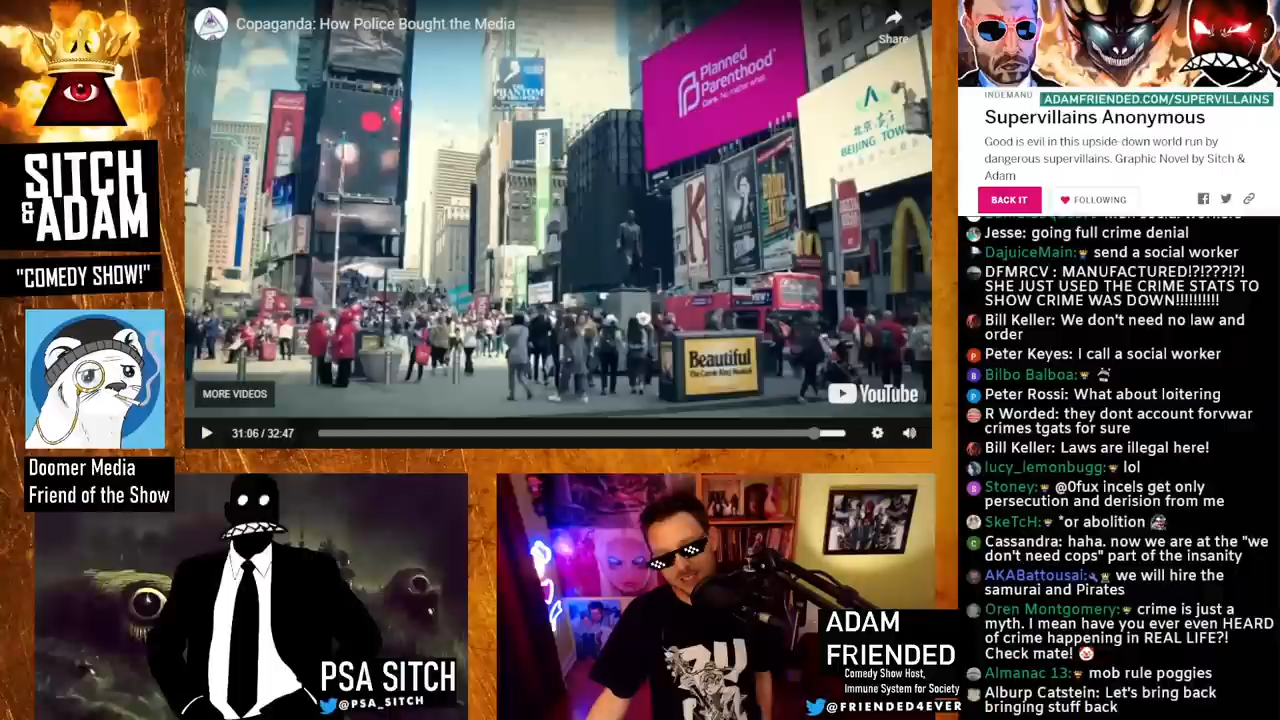 SITCH
& ADAM
"COMEDY SHOW!"
Doomer Media
Friend of the Show
Copaganda: How Police Bought the Media
Share
Planned
Parenthood
Care. No matter what.
PHANTOM
北京
BEIJING TOW
Beautiful
The Carole King Musical
MORE VIDEOS
YouTube
31:06 / 32:47
PSA SITCH
@PSA_SITCH
ADAM
FRIENDED
Comedy Show Host,
Immune System for Society
@FRIENDED4EVER
INDEMAND
ADAMFRIENDED.COM/SUPERVILLAINS
Supervillains Anonymous
Good is evil in this upside-down world run by
dangerous supervillains. Graphic Novel by Sitch &
Adam
BACK IT
FOLLOWING
Jesse: going full crime denial
DajuiceMain: send a social worker
DFMRCV : MANUFACTURED!?!???!?!
SHE JUST USED THE CRIME STATS TO
SHOW CRIME WAS DOWN!!!!!!!!!!
Bill Keller: We don't need no law and
order
Peter Keyes: I call a social worker
Bilbo Balboa:
Peter Rossi: What about loitering
R Worded: they dont account forvwar
crimes tgats for sure
Bill Keller: Laws are illegal here!
lucy_lemonbugg: lol
Stoney: @0fux incels get only
persecution and derision from me
SkeTcH: *or abolition
Cassandra: haha. now we are at the "we
don't need cops" part of the insanity
AKABattousai: we will hire the
samurai and Pirates
Oren Montgomery: crime is just a
myth. I mean have you ever even HEARD
of crime happening in REAL LIFE?!
Check mate!
Almanac 13: mob rule poggies
Alburp Catstein: Let's bring back
bringing stuff back